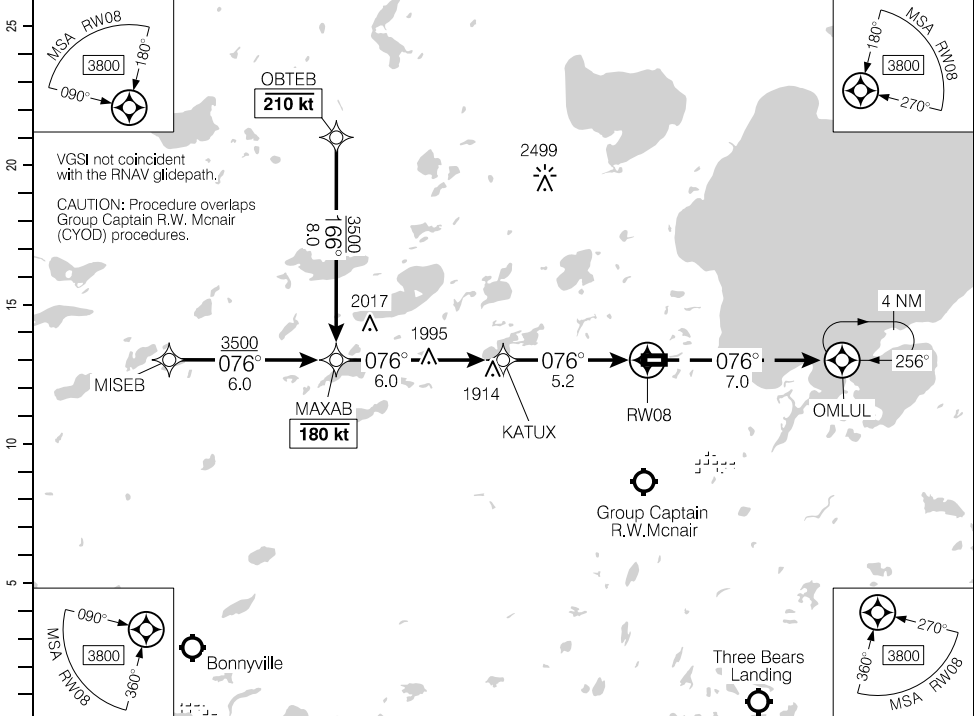 25
20
15
10
5
MSA RW08
3800
180°
090°
MSA RW08
3800
180°
270°
OBTEB
210 kt
VGSI not coincident
with the RNAV glidepath.
CAUTION: Procedure overlaps
Group Captain R.W. Mcnair
(CYOD) procedures.
2499
3500
166°
8.0
2017
1995
1914
4 NM
MISEB
3500
076°
6.0
MAXAB
180 kt
076°
6.0
KATUX
076°
5.2
RW08
076°
7.0
OMLUL
256°
Group Captain
R.W.Mcnair
Bonnyville
Three Bears
Landing
090°
MSA RW08
3800
360°
270°
3800
360°
MSA RW08